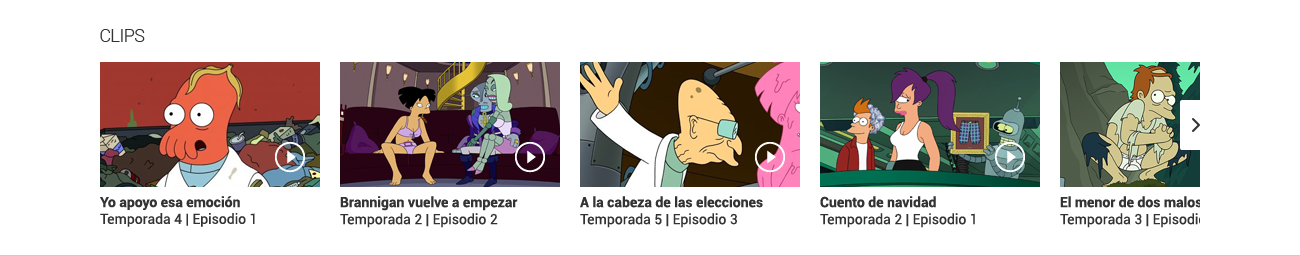 CLIPS
Yo apoyo esa emoción
Temporada 4 | Episodio 1
Brannigan vuelve a empezar
Temporada 2 | Episodio 2
A la cabeza de las elecciones
Temporada 5 | Episodio 3
Cuento de navidad
Temporada 2 | Episodio 1
El menor de dos malos
Temporada 3 |